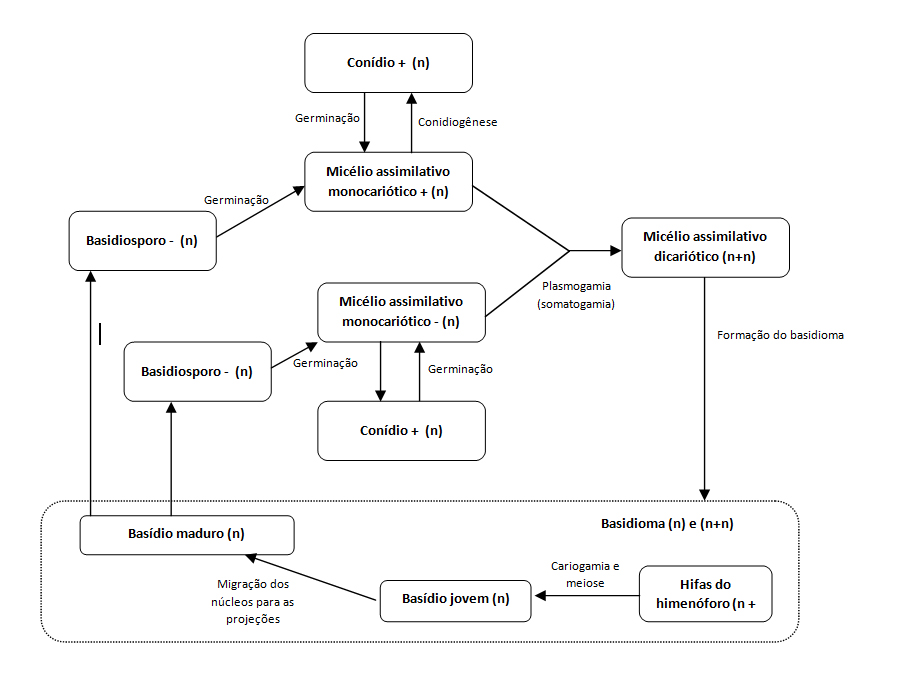 Conídio + (n)
Germinação
Conidiogênese
Micélio assimilativo
monocariótico + (n)
Germinação
Basidiosporo - (n)
Micélio assimilativo
dicariótico (n+n)
Plasmogamia
(somatogamia)
Micélio assimilativo
monocariótico - (n)
Formação do basidioma
Basidiosporo - (n)
Germinação
Germinação
Conídio + (n)
Basidioma (n) e (n+n)
Basídio maduro (n)
Cariogamia e
meiose
Migração dos
núcleos para as
projeções
Basídio jovem (n)
Hifas do
himenóforo (n +